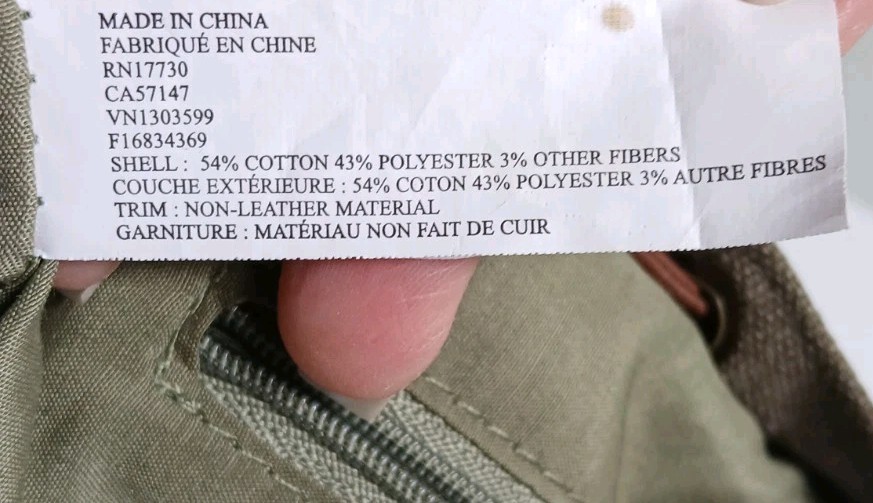 MADE IN CHINA
FABRIQUÉ EN CHINE
RN17730
CA57147
VN1303599
F16834369
SHELL : 54% COTTON 43% POLYESTER 3% OTHER FIBERS
COUCHE EXTÉRIEURE : 54% COTON 43% POLYESTER 3% AUTRE FIBRES
TRIM : NON-LEATHER MATERIAL
GARNITURE : MATÉRIAU NON FAIT DE CUIR